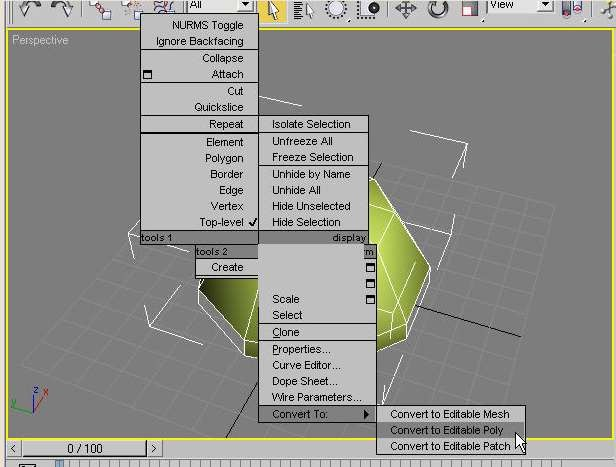 All
View
Perspective
NURMS Toggle
Ignore Backfacing
Collapse
Attach
Cut
Quickslice
Repeat
Element
Polygon
Border
Edge
Vertex
Top-level
tools 1
Isolate Selection
Unfreeze All
Freeze Selection
Unhide by Name
Unhide All
Hide Unselected
Hide Selection
display
tools 2
Create
Scale
Select
Clone
Properties...
Curve Editor...
Dope Sheet...
Wire Parameters...
Convert To:
Convert to Editable Mesh
Convert to Editable Poly
Convert to Editable Patch
z
x
y
< 0 / 100 >